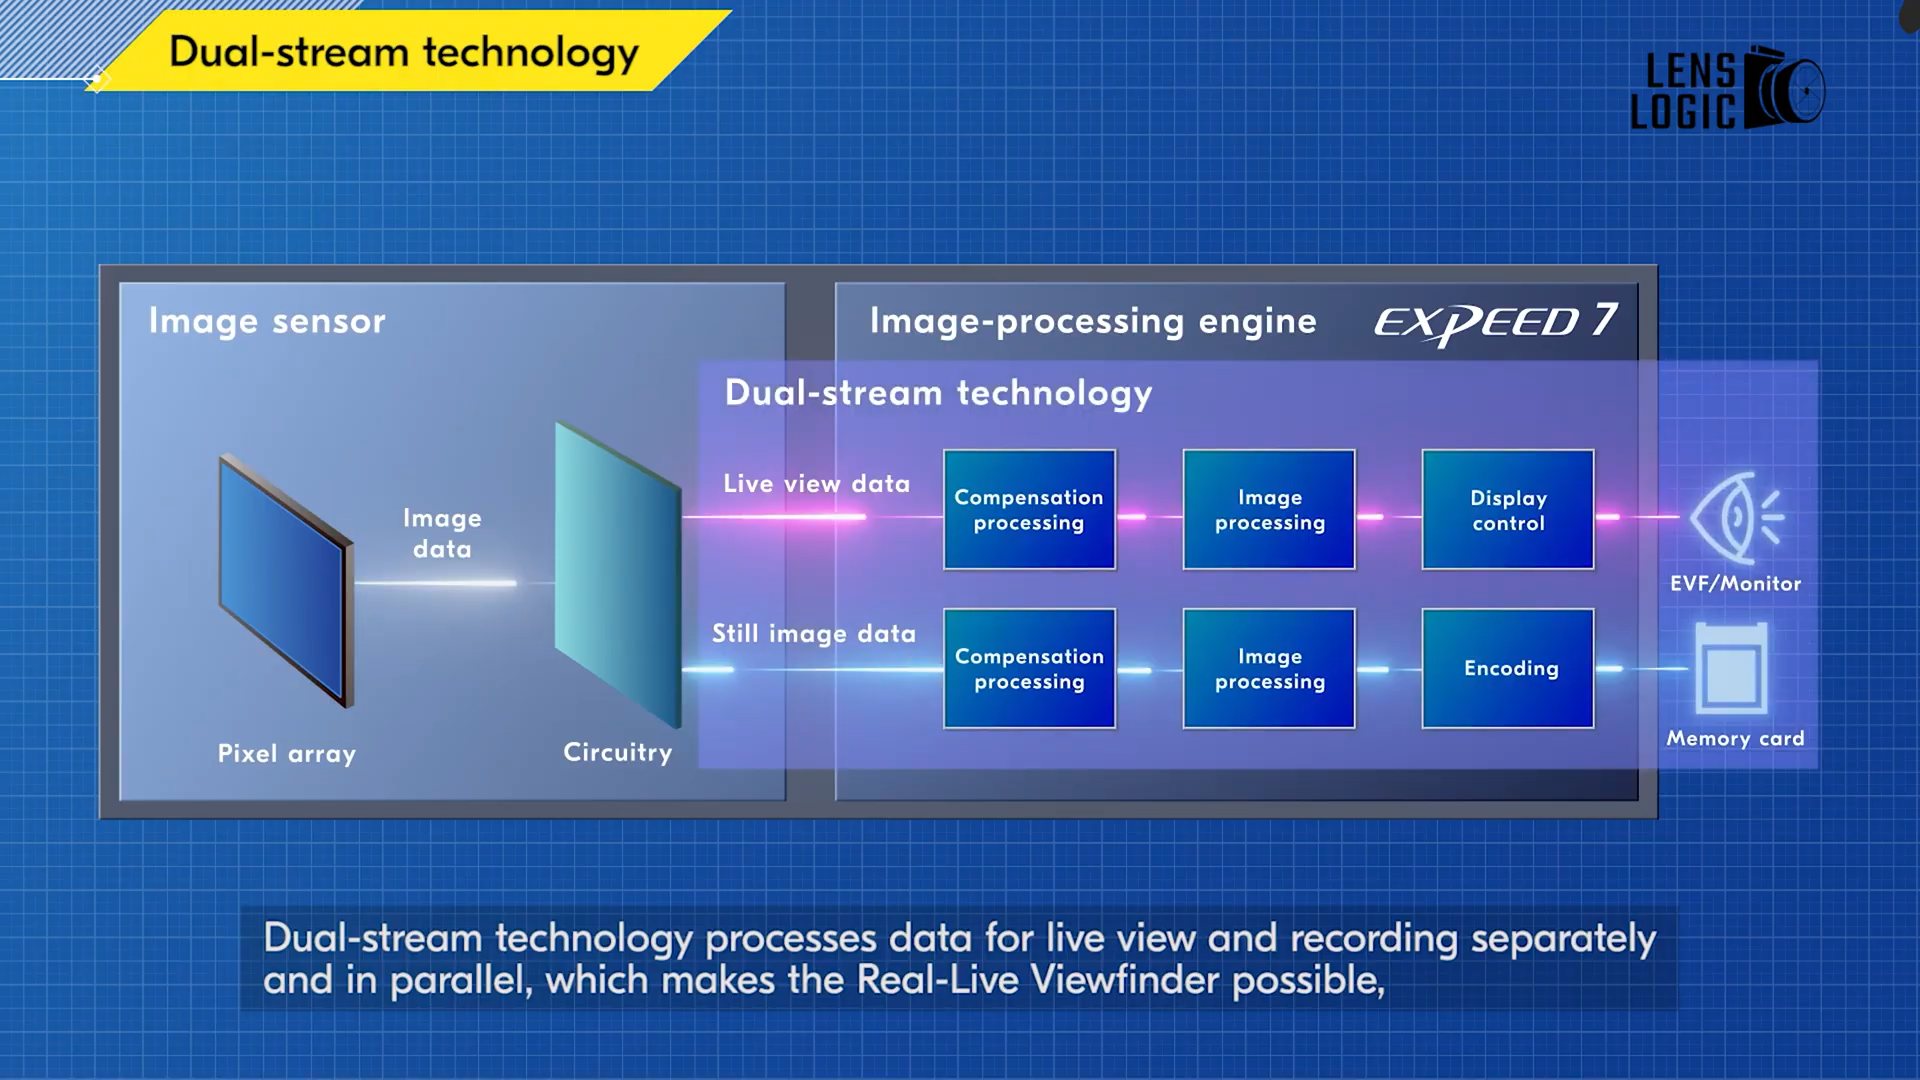 Dual-stream technology
LENS
LOGIC
Image sensor
Image-processing engine EXPEED 7
Dual-stream technology
Live view data
Compensation
processing
Image
processing
Display
control
Image
data
EVF/Monitor
Still image data
Compensation
processing
Image
processing
Encoding
Pixel array
Circuitry
Memory card
Dual-stream technology processes data for live view and recording separately
and in parallel, which makes the Real-Live Viewfinder possible,